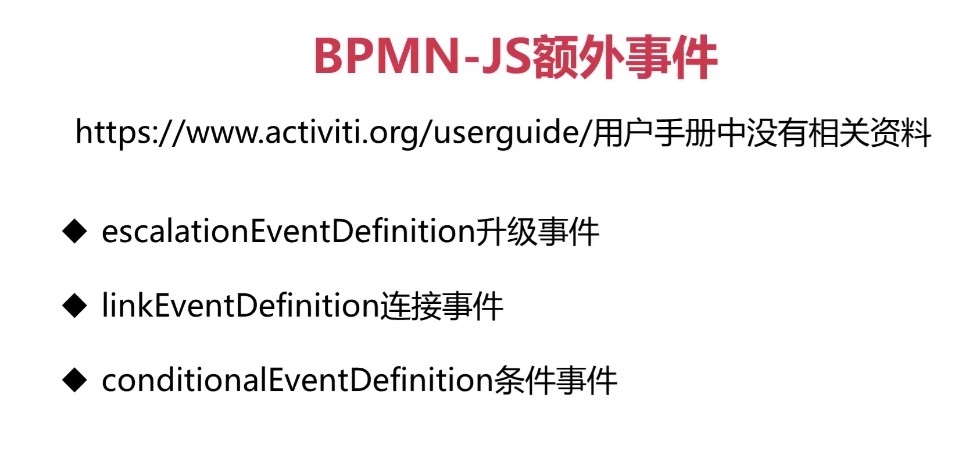 BPMN-JS额外事件
https://www.activiti.org/userguide/用户手册中没有相关资料
◆ escalationEventDefinition升级事件
◆ linkEventDefinition连接事件
◆ conditionalEventDefinition条件事件